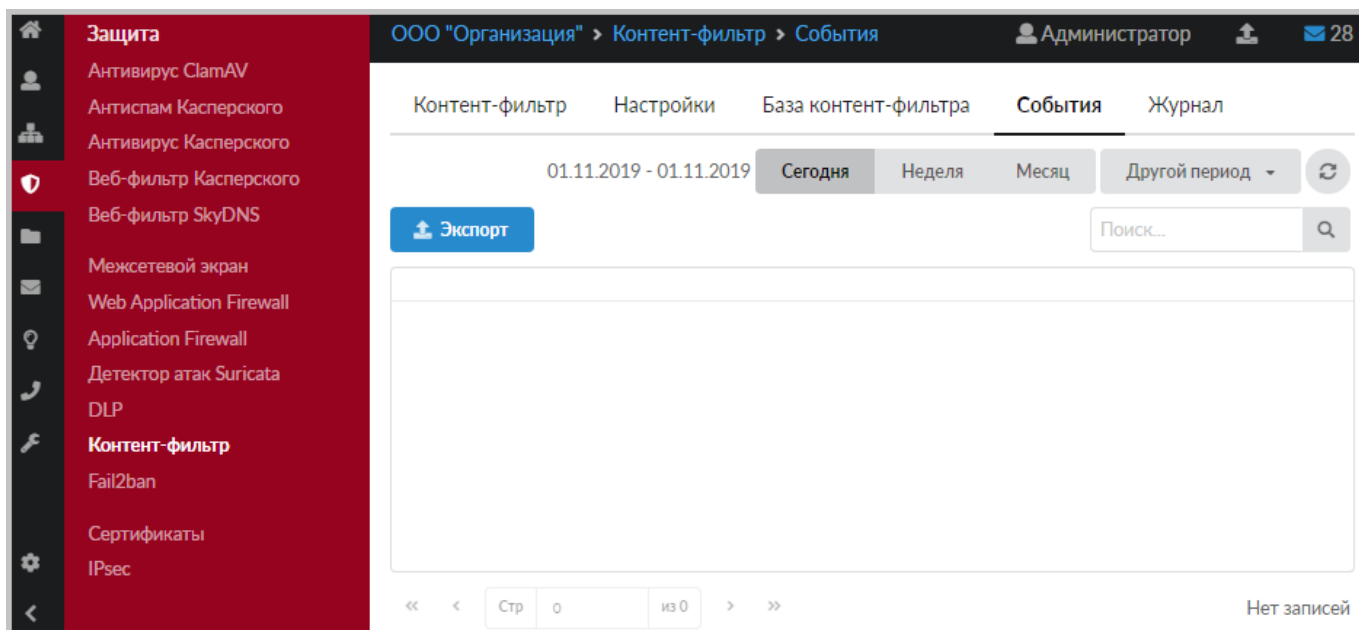 Защита
Антивирус ClamAV
Антиспам Касперского
Антивирус Касперского
Веб-фильтр Касперского
Веб-фильтр SkyDNS
Межсетевой экран
Web Application Firewall
Application Firewall
Детектор атак Suricata
DLP
Контент-фильтр
Fail2ban
Сертификаты
IPsec
ООО "Организация" > Контент-фильтр > События Администратор 28
Контент-фильтр Настройки База контент-фильтра События Журнал
01.11.2019 - 01.11.2019 Сегодня Неделя Месяц Другой период
Экспорт Поиск...
« < Стр 0 из 0 > » Нет записей